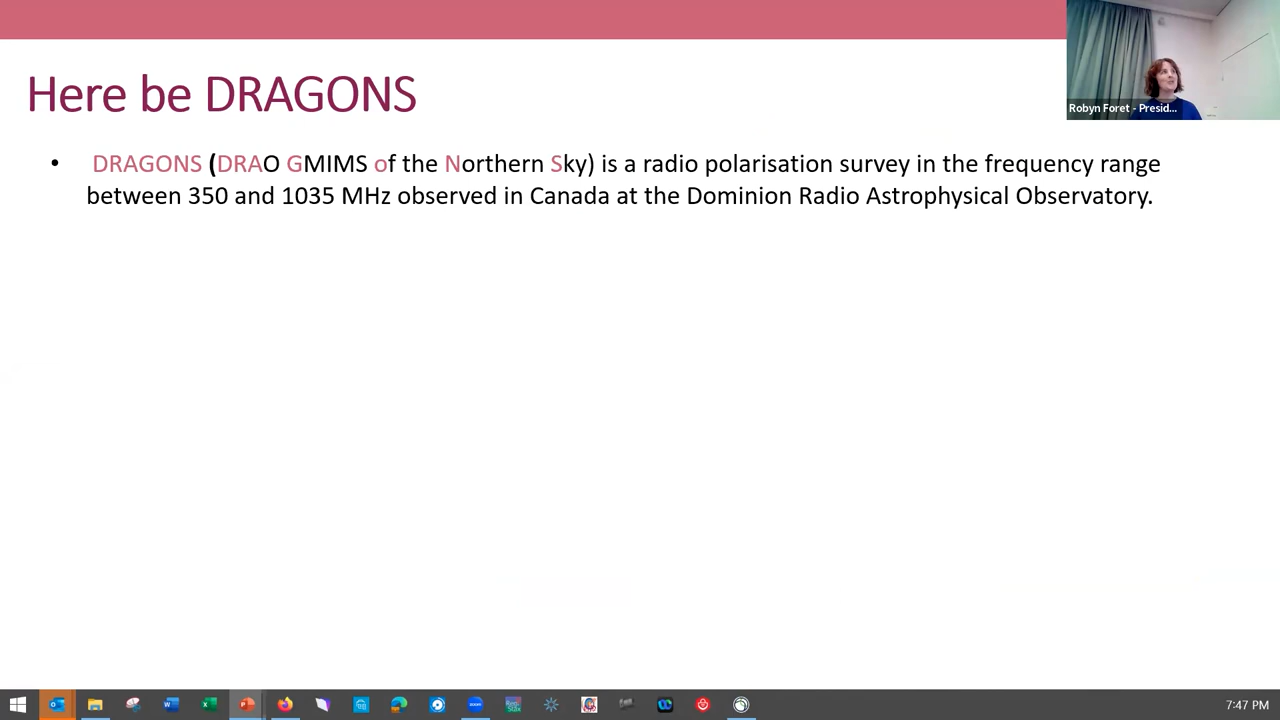 Here be DRAGONS
Robyn Foret - Presid...
• DRAGONS (DRAO GMIMS of the Northern Sky) is a radio polarisation survey in the frequency range
between 350 and 1035 MHz observed in Canada at the Dominion Radio Astrophysical Observatory.
7:47 PM